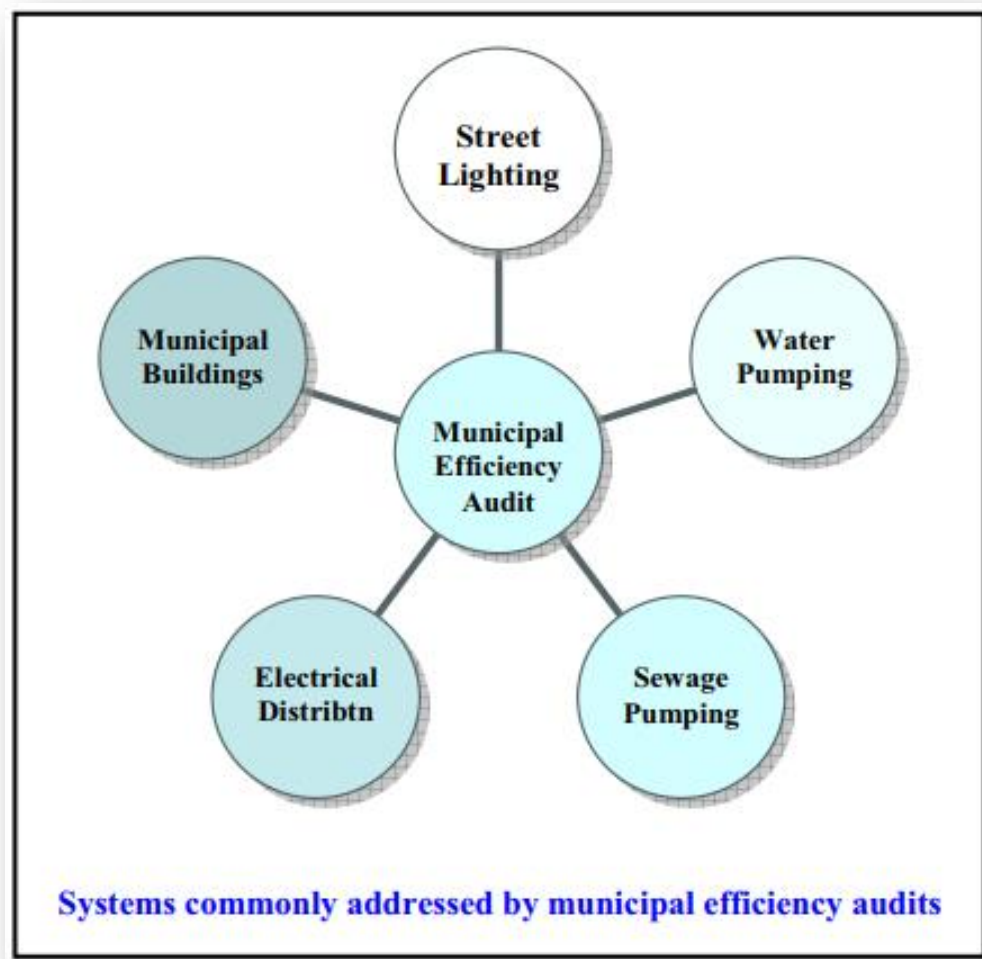 Street
Lighting
Municipal
Buildings
Water
Pumping
Municipal
Efficiency
Audit
Electrical
Distribtn
Sewage
Pumping
Systems commonly addressed by municipal efficiency audits